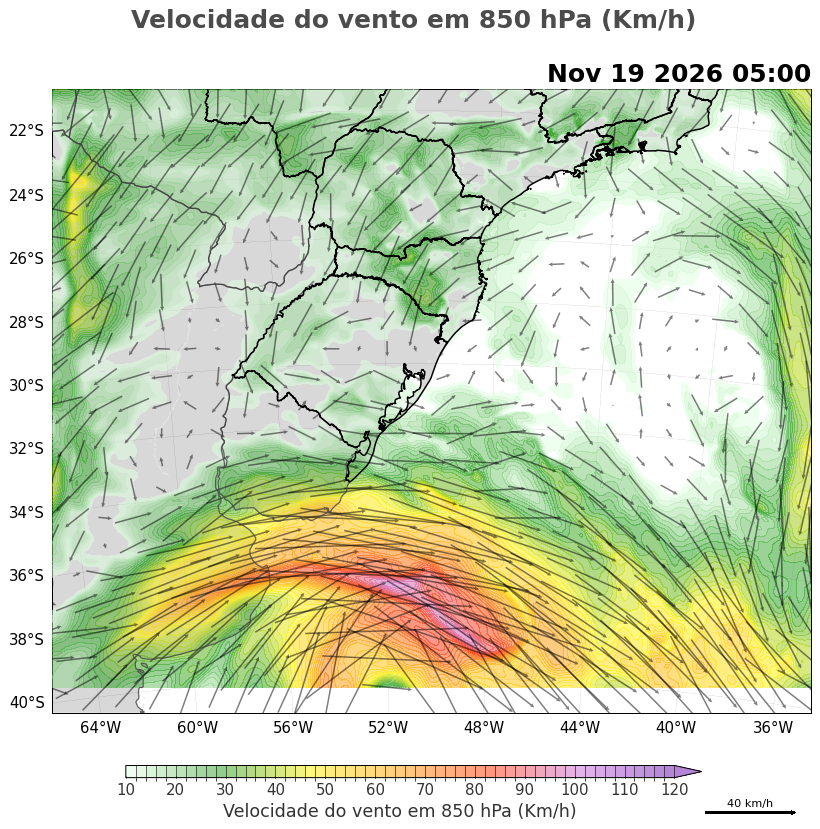 Velocidade do vento em 850 hPa (Km/h)
Nov 19 2026 05:00
22°S
24°S
26°S
28°S
30°S
32°S
34°S
36°S
38°S
40°S
64°W 60°W 56°W 52°W 48°W 44°W 40°W 36°W
10 20 30 40 50 60 70 80 90 100 110 120
Velocidade do vento em 850 hPa (Km/h)
40 km/h